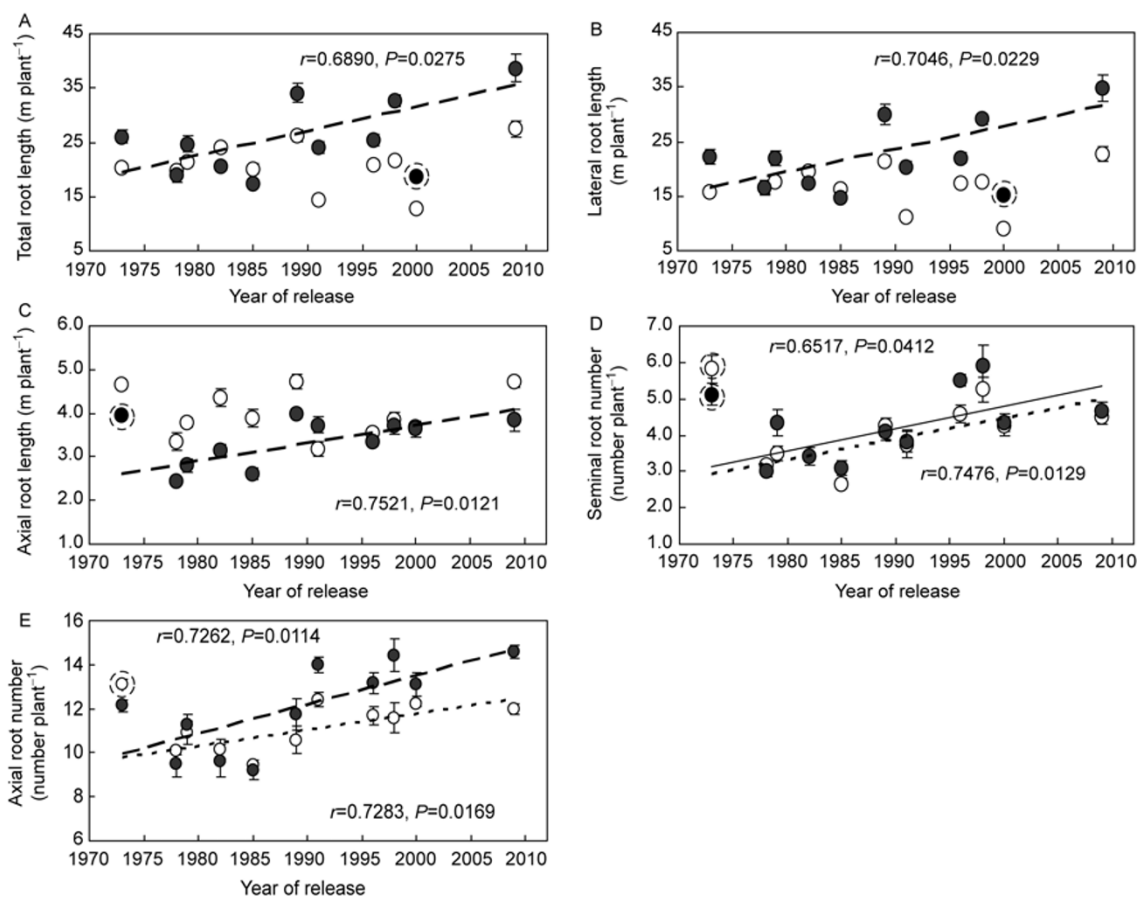 A
Total root length (m plant⁻¹)
45
35
25
15
5
r=0.6890, P=0.0275
1970 1975 1980 1985 1990 1995 2000 2005 2010
Year of release
B
Lateral root length
(m plant⁻¹)
45
35
25
15
5
r=0.7046, P=0.0229
1970 1975 1980 1985 1990 1995 2000 2005 2010
Year of release
C
Axial root length (m plant⁻¹)
6.0
5.0
4.0
3.0
2.0
1.0
r=0.7521, P=0.0121
1970 1975 1980 1985 1990 1995 2000 2005 2010
Year of release
D
Seminal root number
(number plant⁻¹)
7.0
6.0
5.0
4.0
3.0
2.0
1.0
r=0.6517, P=0.0412
r=0.7476, P=0.0129
1970 1975 1980 1985 1990 1995 2000 2005 2010
Year of release
E
Axial root number
(number plant⁻¹)
16
14
12
10
8
6
r=0.7262, P=0.0114
r=0.7283, P=0.0169
1970 1975 1980 1985 1990 1995 2000 2005 2010
Year of release